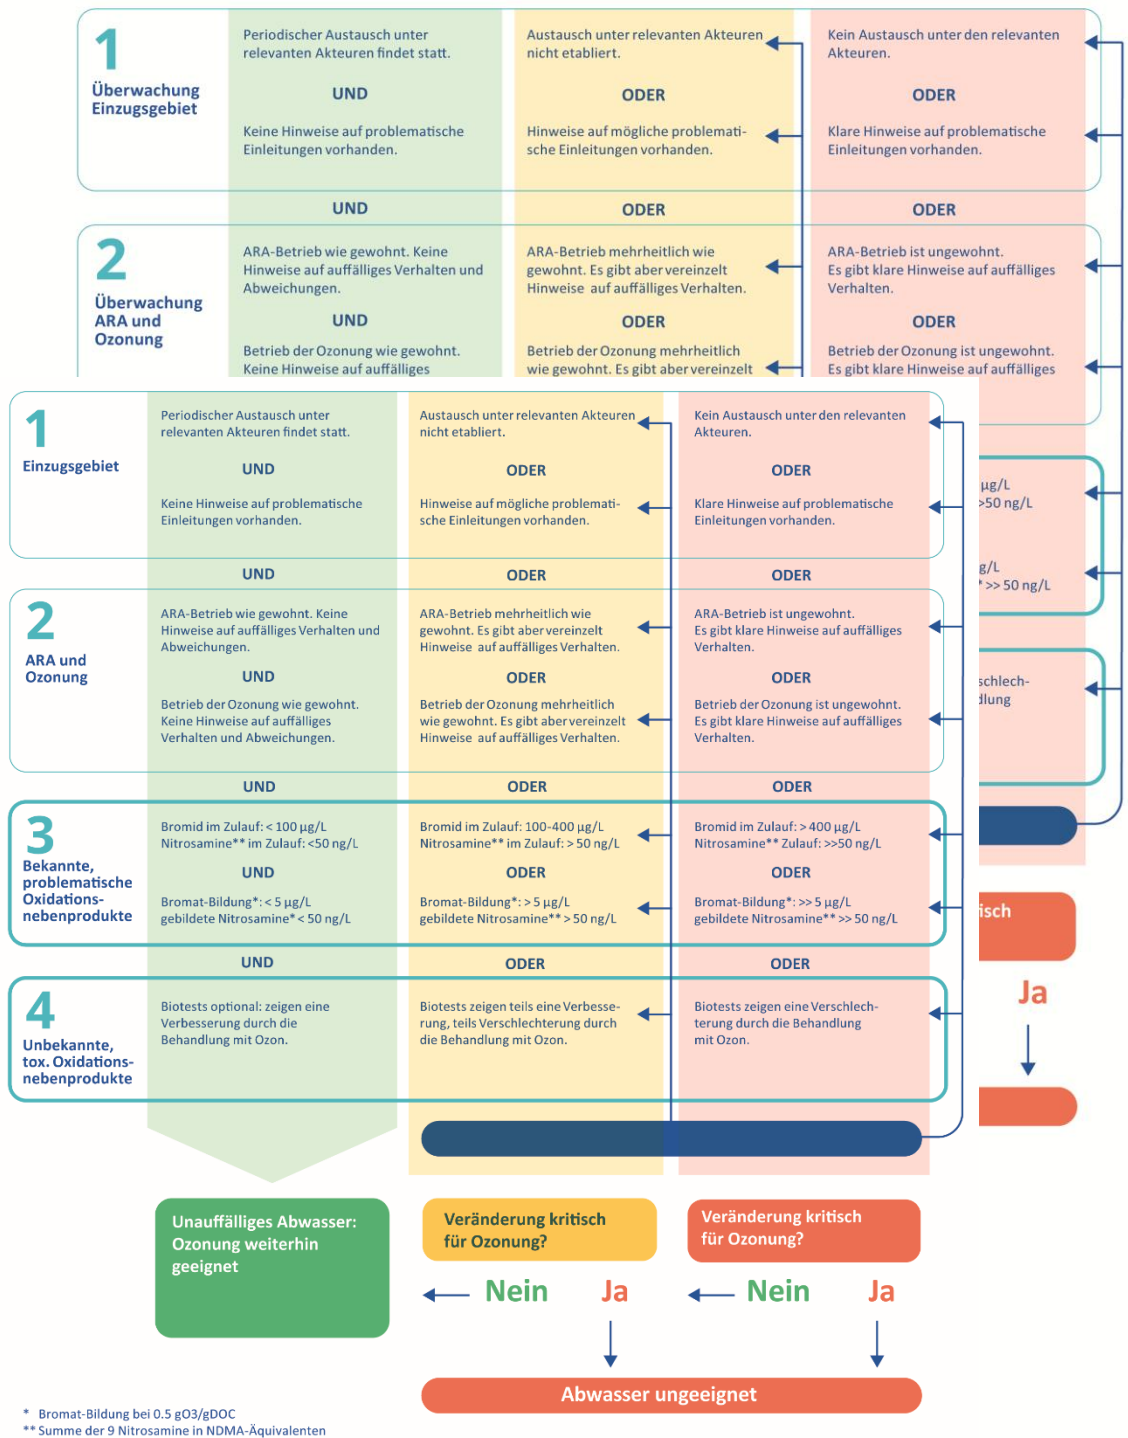 1
Überwachung
Einzugsgebiet
Periodischer Austausch unter
relevanten Akteuren findet statt.
UND
Keine Hinweise auf problematische
Einleitungen vorhanden.
Austausch unter relevanten Akteuren
nicht etabliert.
ODER
Hinweise auf mögliche problemati-
sche Einleitungen vorhanden.
Kein Austausch unter den relevanten
Akteuren.
ODER
Klare Hinweise auf problematische
Einleitungen vorhanden.
UND
ODER
ODER
2
Überwachung
ARA und
Ozonung
ARA-Betrieb wie gewohnt. Keine
Hinweise auf auffälliges Verhalten und
Abweichungen.
UND
Betrieb der Ozonung wie gewohnt.
Keine Hinweise auf auffälliges
ARA-Betrieb mehrheitlich wie
gewohnt. Es gibt aber vereinzelt
Hinweise auf auffälliges Verhalten.
ODER
Betrieb der Ozonung mehrheitlich
wie gewohnt. Es gibt aber vereinzelt
ARA-Betrieb ist ungewohnt.
Es gibt klare Hinweise auf auffälliges
Verhalten.
ODER
Betrieb der Ozonung ist ungewohnt.
Es gibt klare Hinweise auf auffälliges
µg/L
>50 ng/L
g/L
* >> 50 ng/L
schlech-
dlung
isch
Ja
1
Einzugsgebiet
Periodischer Austausch unter
relevanten Akteuren findet statt.
UND
Keine Hinweise auf problematische
Einleitungen vorhanden.
Austausch unter relevanten Akteuren
nicht etabliert.
ODER
Hinweise auf mögliche problemati-
sche Einleitungen vorhanden.
Kein Austausch unter den relevanten
Akteuren.
ODER
Klare Hinweise auf problematische
Einleitungen vorhanden.
UND
ODER
ODER
2
ARA und
Ozonung
ARA-Betrieb wie gewohnt. Keine
Hinweise auf auffälliges Verhalten und
Abweichungen.
UND
Betrieb der Ozonung wie gewohnt.
Keine Hinweise auf auffälliges
Verhalten und Abweichungen.
ARA-Betrieb mehrheitlich wie
gewohnt. Es gibt aber vereinzelt
Hinweise auf auffälliges Verhalten.
ODER
Betrieb der Ozonung mehrheitlich
wie gewohnt. Es gibt aber vereinzelt
Hinweise auf auffälliges Verhalten.
ARA-Betrieb ist ungewohnt.
Es gibt klare Hinweise auf auffälliges
Verhalten.
ODER
Betrieb der Ozonung ist ungewohnt.
Es gibt klare Hinweise auf auffälliges
Verhalten.
UND
ODER
ODER
3
Bekannte,
problematische
Oxidations-
nebenprodukte
Bromid im Zulauf: < 100 µg/L
Nitrosamine** im Zulauf: <50 ng/L
UND
Bromat-Bildung*: < 5 µg/L
gebildete Nitrosamine* < 50 ng/L
Bromid im Zulauf: 100-400 µg/L
Nitrosamine** im Zulauf: > 50 ng/L
ODER
Bromat-Bildung*: > 5 µg/L
gebildete Nitrosamine** > 50 ng/L
Bromid im Zulauf: > 400 µg/L
Nitrosamine** Zulauf: >>50 ng/L
ODER
Bromat-Bildung*: >> 5 µg/L
gebildete Nitrosamine** >> 50 ng/L
UND
ODER
ODER
4
Unbekannte,
tox. Oxidations-
nebenprodukte
Biotests optional: zeigen eine
Verbesserung durch die
Behandlung mit Ozon.
Biotests zeigen teils eine Verbesse-
rung, teils Verschlechterung durch
die Behandlung mit Ozon.
Biotests zeigen eine Verschlech-
terung durch die Behandlung
mit Ozon.
Unauffälliges Abwasser:
Ozonung weiterhin
geeignet
Veränderung kritisch
für Ozonung?
Nein
Ja
Veränderung kritisch
für Ozonung?
Nein
Ja
Abwasser ungeeignet
* Bromat-Bildung bei 0.5 gO3/gDOC
** Summe der 9 Nitrosamine in NDMA-Äquivalenten